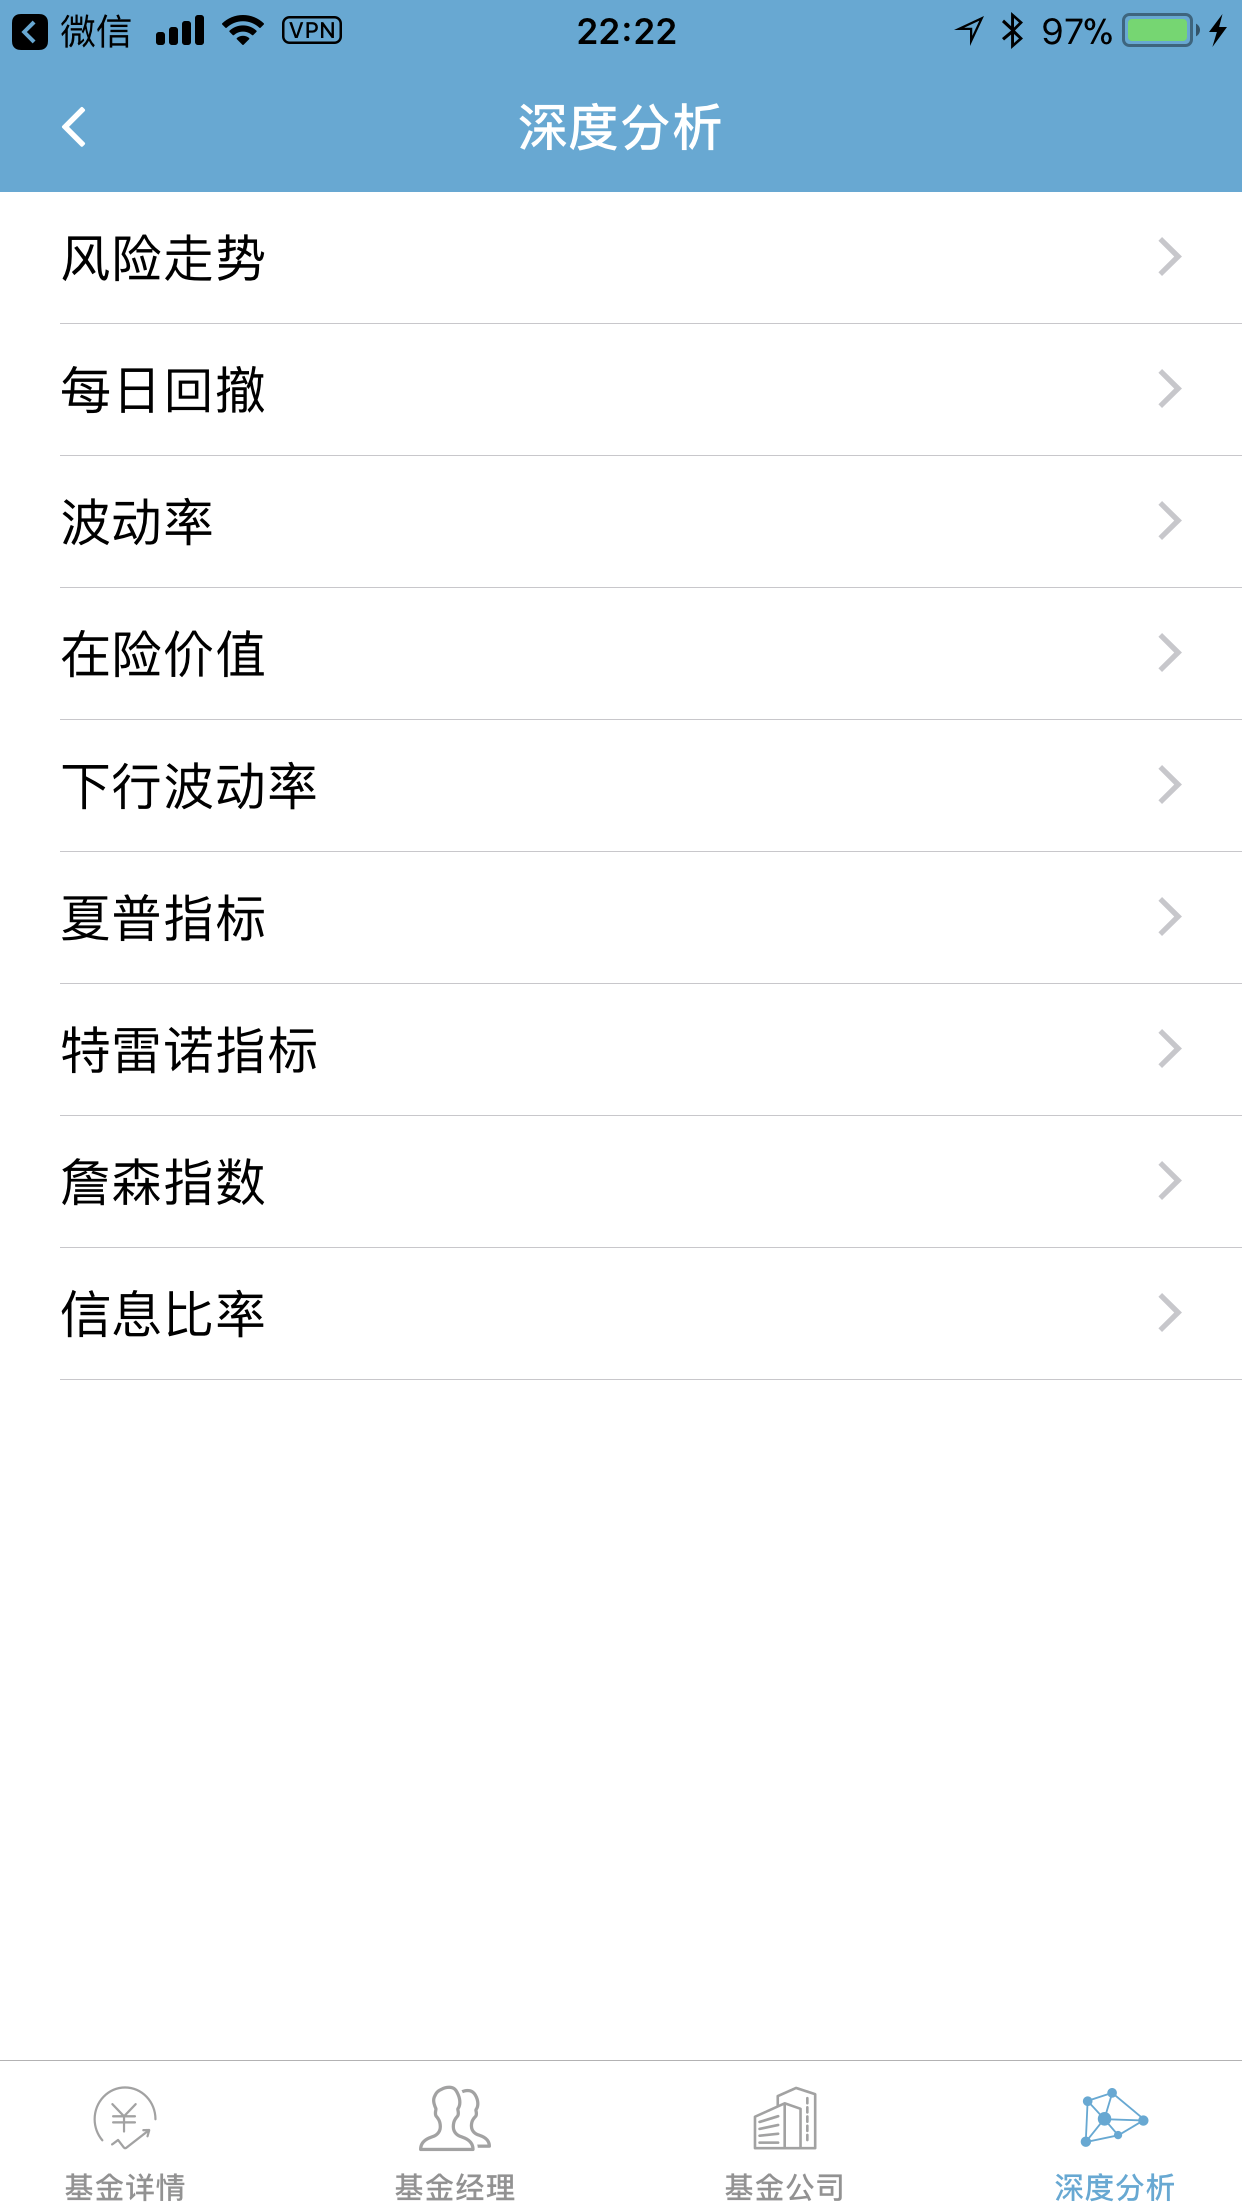 微信 VPN 22:22 97%
深度分析
风险走势
每日回撤
波动率
在险价值
下行波动率
夏普指标
特雷诺指标
詹森指数
信息比率
基金详情 基金经理 基金公司 深度分析